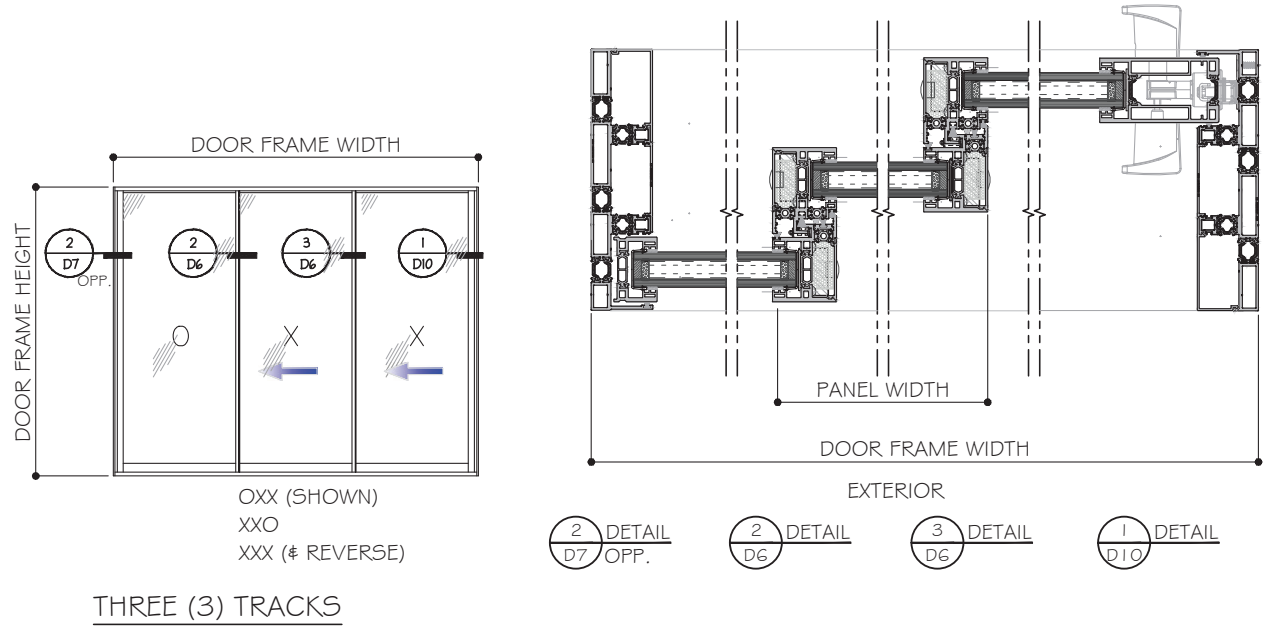 DOOR FRAME WIDTH
DOOR FRAME HEIGHT
2
D7
OPP.
2
D6
3
D6
1
D10
O
X
X
OXX (SHOWN)
XXO
XXX (& REVERSE)
THREE (3) TRACKS
PANEL WIDTH
DOOR FRAME WIDTH
EXTERIOR
2 DETAIL
D7 OPP.
2 DETAIL
D6
3 DETAIL
D6
1 DETAIL
D10